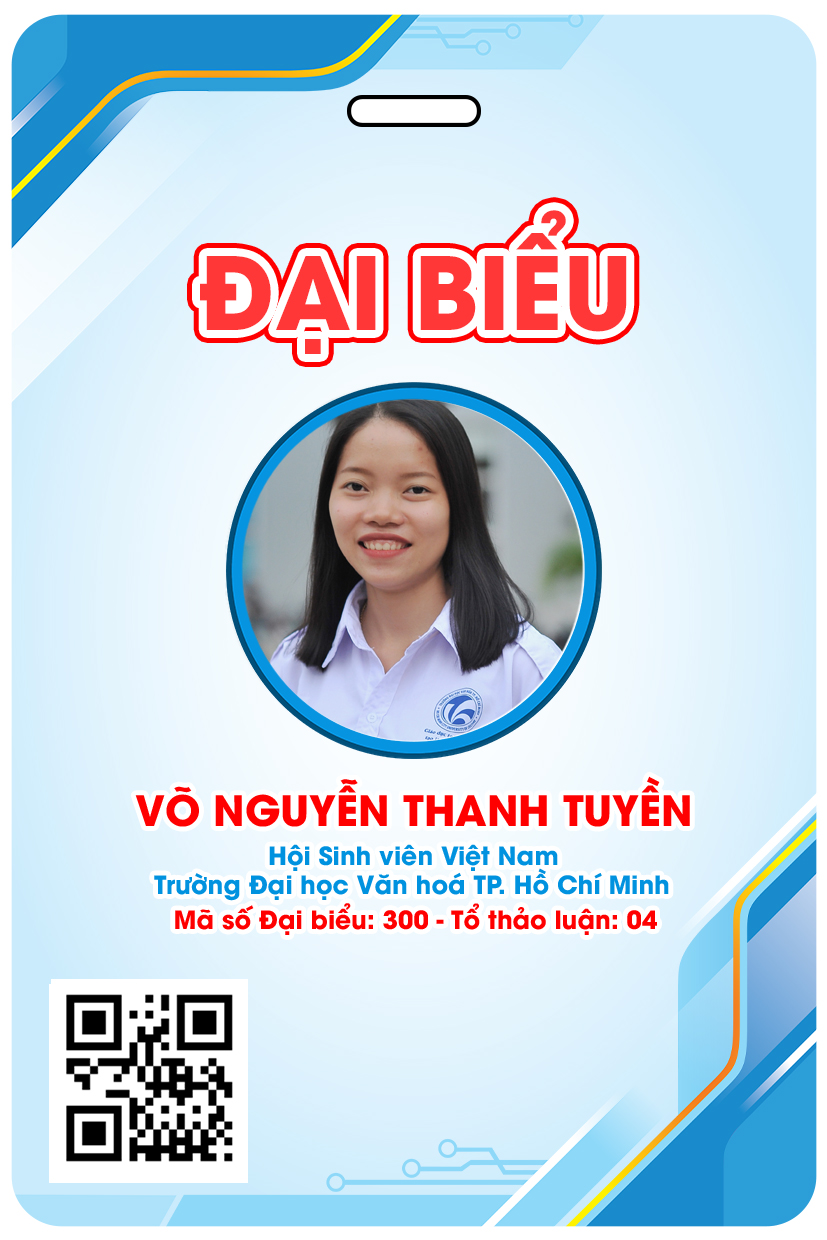 ĐẠI BIỂU
VÕ NGUYỄN THANH TUYỀN
Hội Sinh viên Việt Nam
Trường Đại học Văn hoá TP. Hồ Chí Minh
Mã số Đại biểu: 300 - Tổ thảo luận: 04